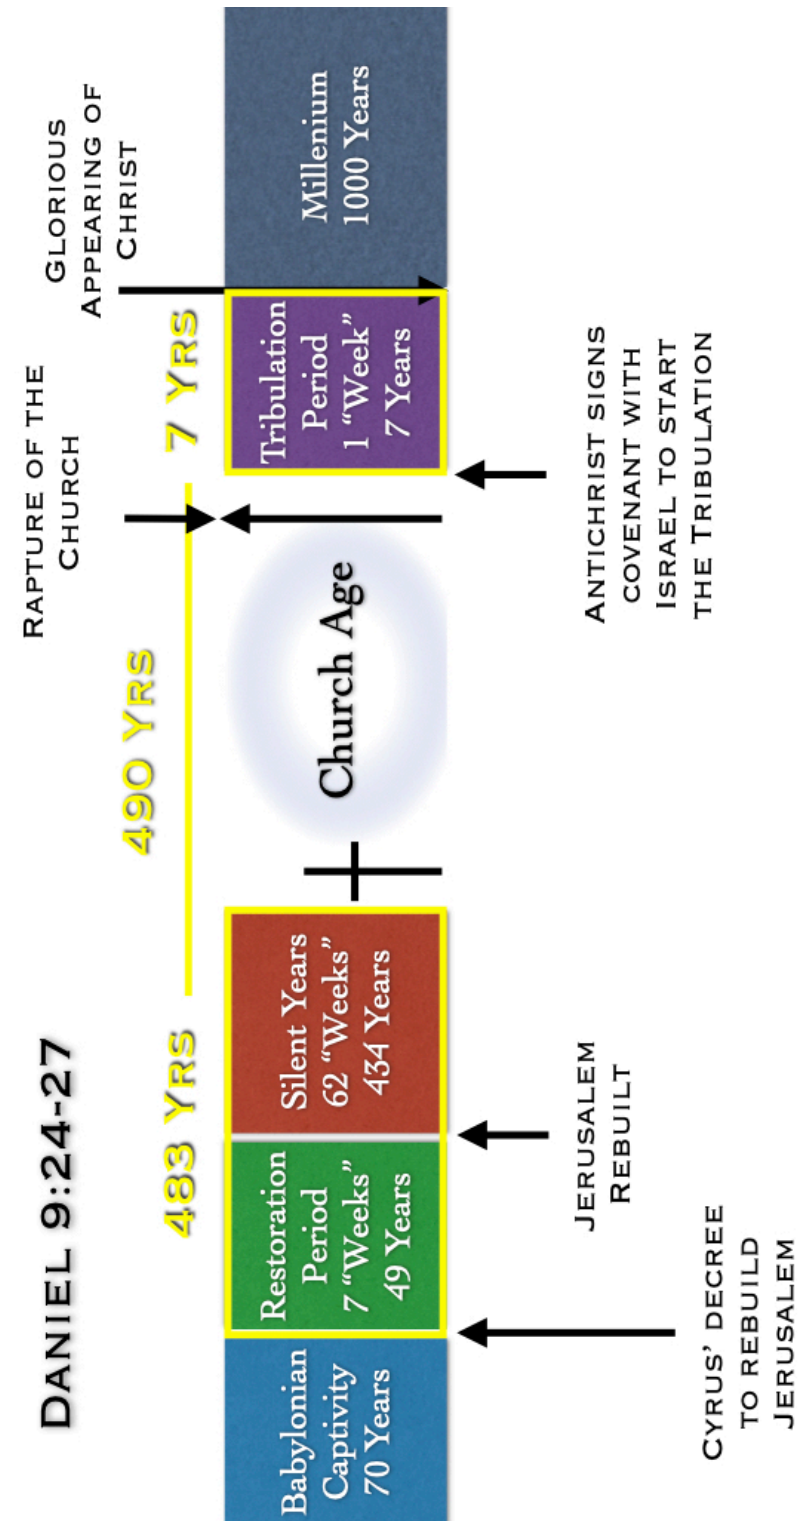 DANIEL 9:24-27
490 YRS
483 YRS
7 YRS
RAPTURE OF THE
CHURCH
GLORIOUS
APPEARING OF
CHRIST
Babylonian
Captivity
70 Years
Restoration
Period
7 “Weeks”
49 Years
Silent Years
62 “Weeks”
434 Years
Church Age
Tribulation
Period
1 “Week”
7 Years
Millenium
1000 Years
CYRUS’ DECREE
TO REBUILD
JERUSALEM
JERUSALEM
REBUILT
ANTICHRIST SIGNS
COVENANT WITH
ISRAEL TO START
THE TRIBULATION